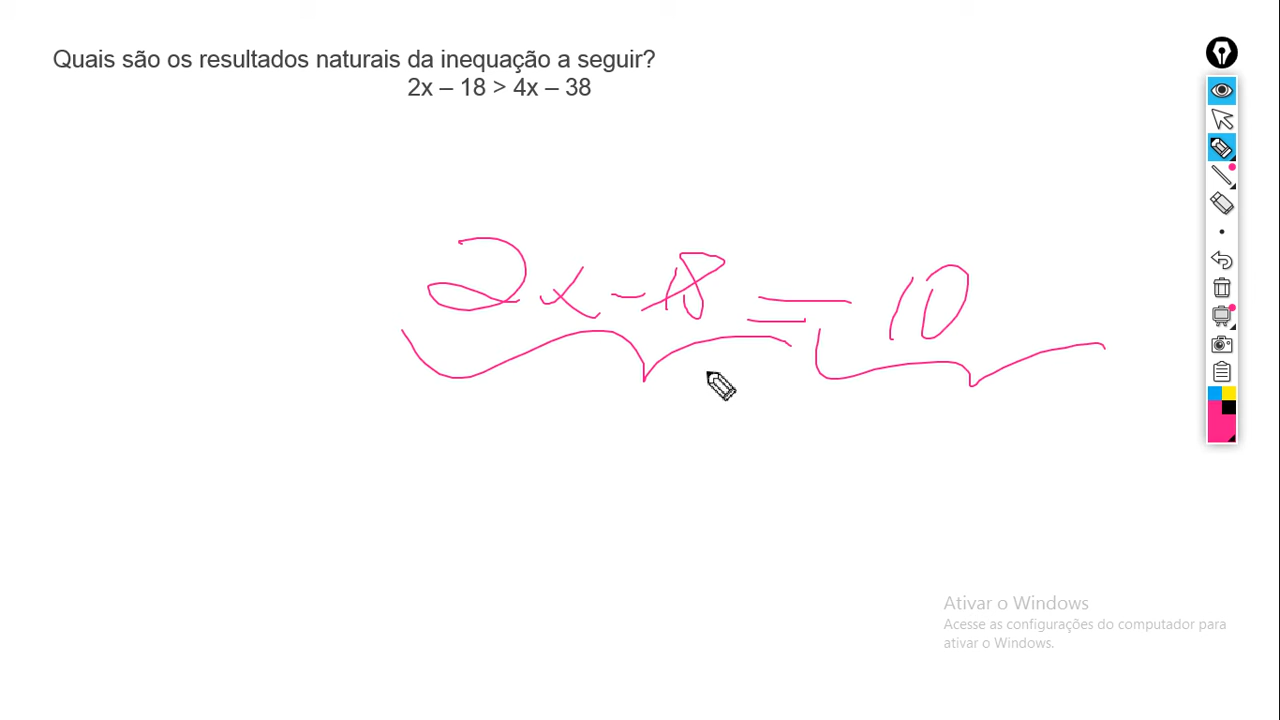 Quais são os resultados naturais da inequação a seguir?
2x – 18 > 4x – 38
2x - 18 = 10
Ativar o Windows
Acesse as configurações do computador para
ativar o Windows.